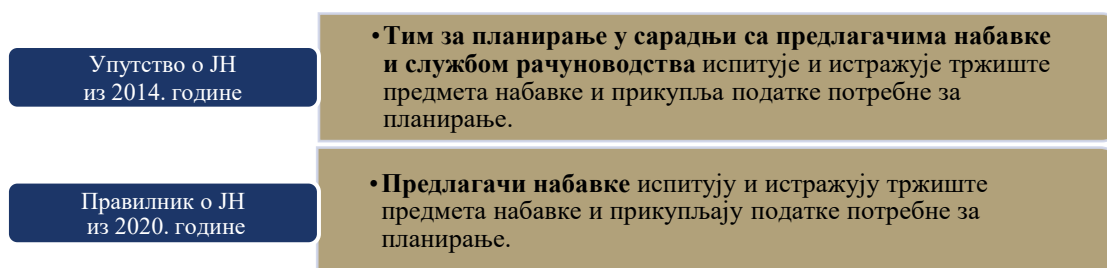 Упутство о ЈН
из 2014. године
•Тим за планирање у сарадњи са предлагачима набавке
и службом рачуноводства испитује и истражује тржиште
предмета набавке и прикупља податке потребне за
планирање.
Правилник о ЈН
из 2020. године
•Предлагачи набавке испитују и истражују тржиште
предмета набавке и прикупљају податке потребне за
планирање.